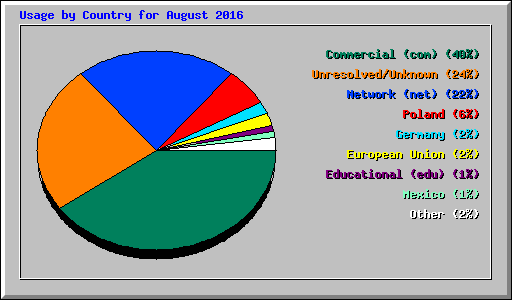 Usage by Country for August 2016
Commercial (com) (40%)
Unresolved/Unknown (24%)
Network (net) (22%)
Poland (6%)
Germany (2%)
European Union (2%)
Educational (edu) (1%)
Mexico (1%)
Other (2%)